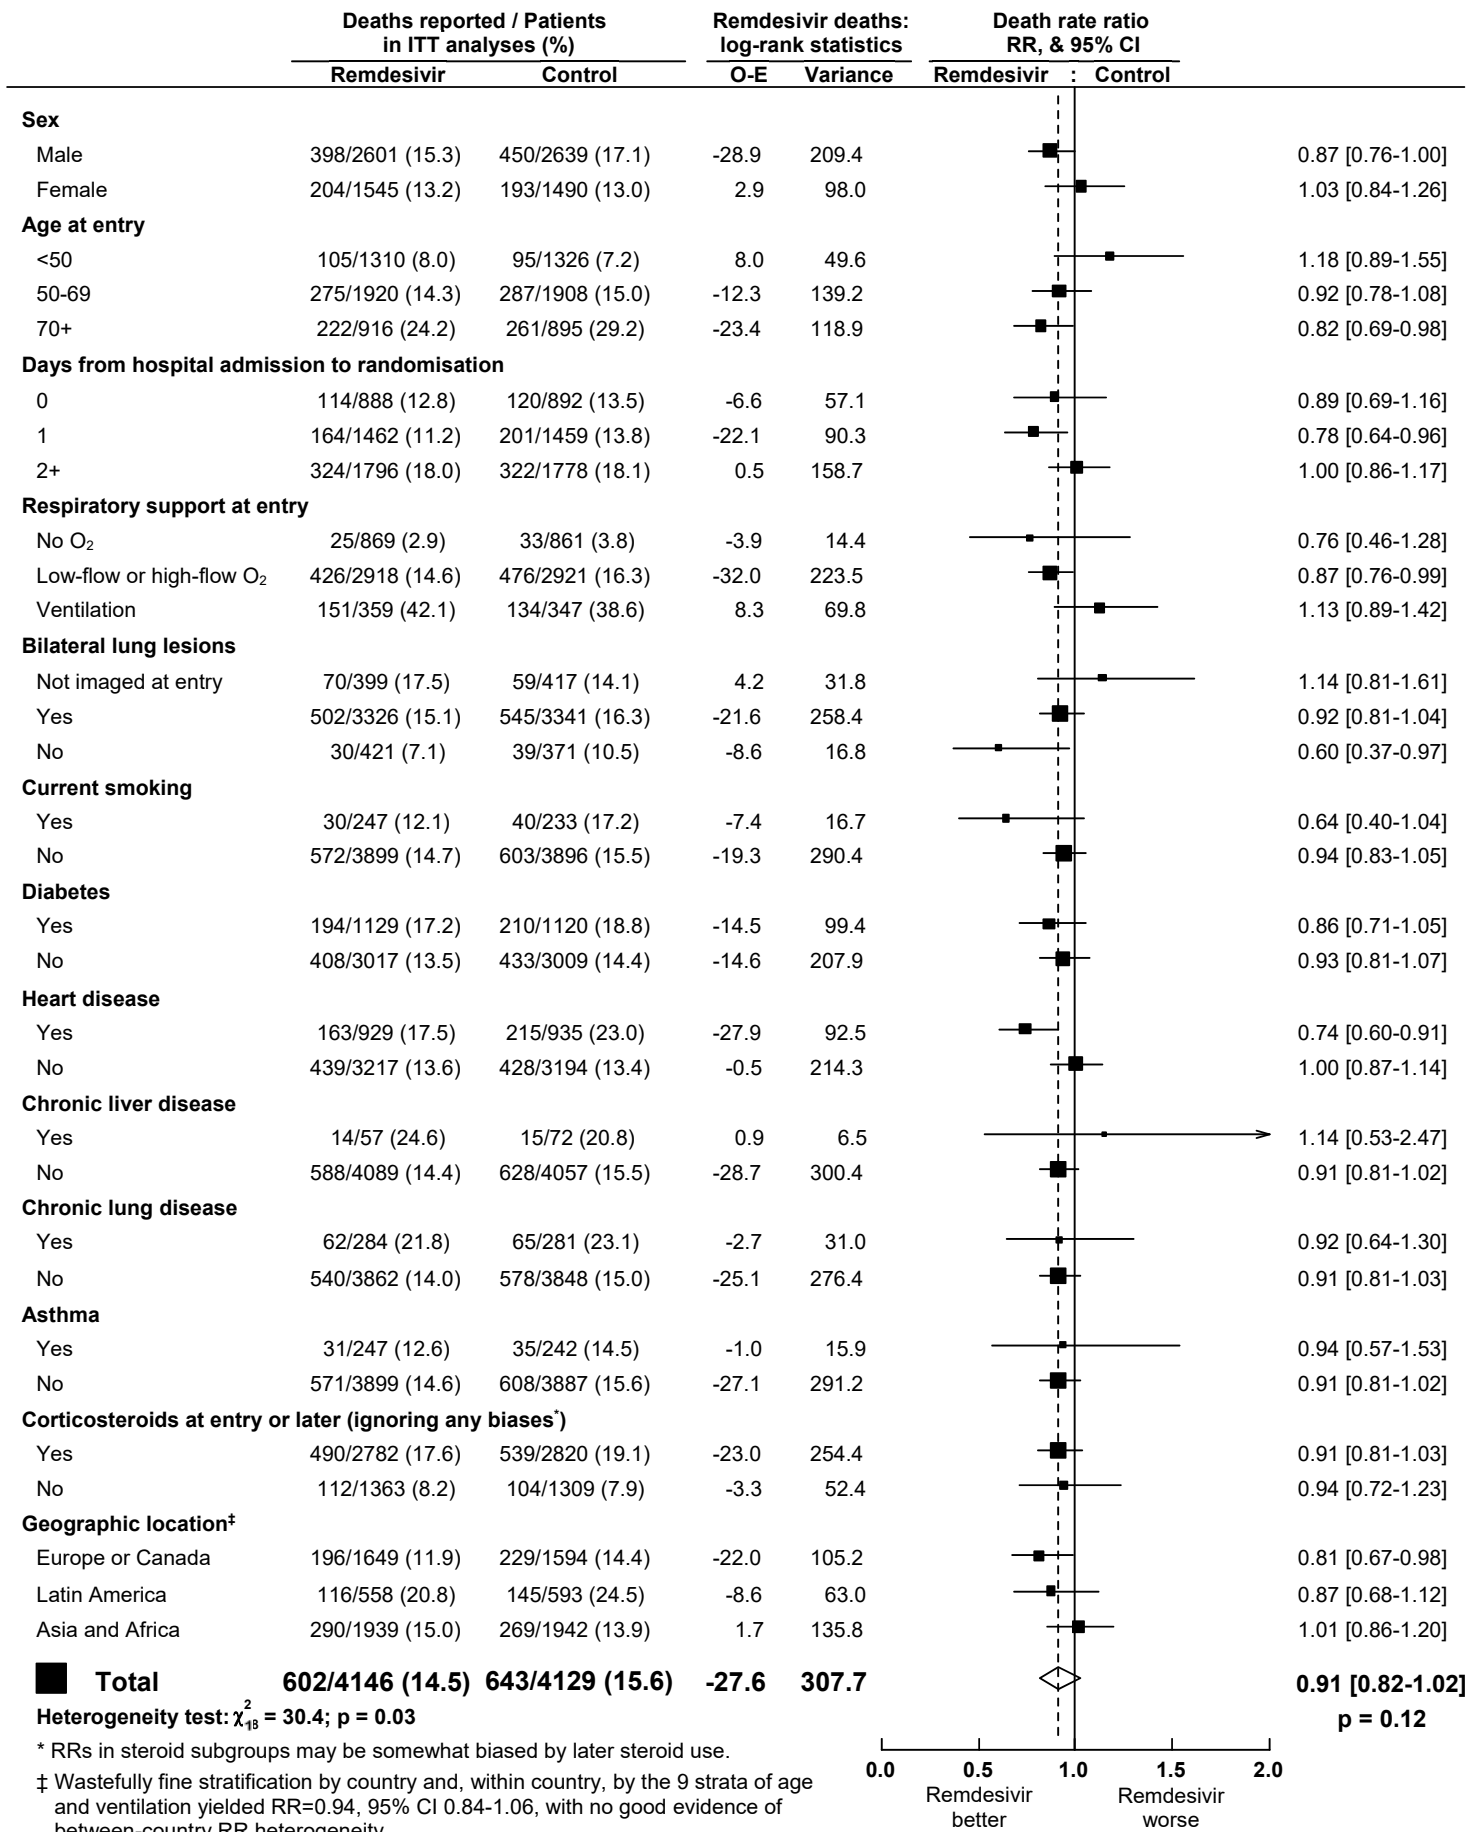 Deaths reported / Patients Remdesivir deaths: Death rate ratio
in ITT analyses (%) log-rank statistics RR, & 95% CI
Remdesivir Control O-E Variance Remdesivir : Control
Sex
Male 398/2601 (15.3) 450/2639 (17.1) -28.9 209.4 0.87 [0.76-1.00]
Female 204/1545 (13.2) 193/1490 (13.0) 2.9 98.0 1.03 [0.84-1.26]
Age at entry
<50 105/1310 (8.0) 95/1326 (7.2) 8.0 49.6 1.18 [0.89-1.55]
50-69 275/1920 (14.3) 287/1908 (15.0) -12.3 139.2 0.92 [0.78-1.08]
70+ 222/916 (24.2) 261/895 (29.2) -23.4 118.9 0.82 [0.69-0.98]
Days from hospital admission to randomisation
0 114/888 (12.8) 120/892 (13.5) -6.6 57.1 0.89 [0.69-1.16]
1 164/1462 (11.2) 201/1459 (13.8) -22.1 90.3 0.78 [0.64-0.96]
2+ 324/1796 (18.0) 322/1778 (18.1) 0.5 158.7 1.00 [0.86-1.17]
Respiratory support at entry
No O₂ 25/869 (2.9) 33/861 (3.8) -3.9 14.4 0.76 [0.46-1.28]
Low-flow or high-flow O₂ 426/2918 (14.6) 476/2921 (16.3) -32.0 223.5 0.87 [0.76-0.99]
Ventilation 151/359 (42.1) 134/347 (38.6) 8.3 69.8 1.13 [0.89-1.42]
Bilateral lung lesions
Not imaged at entry 70/399 (17.5) 59/417 (14.1) 4.2 31.8 1.14 [0.81-1.61]
Yes 502/3326 (15.1) 545/3341 (16.3) -21.6 258.4 0.92 [0.81-1.04]
No 30/421 (7.1) 39/371 (10.5) -8.6 16.8 0.60 [0.37-0.97]
Current smoking
Yes 30/247 (12.1) 40/233 (17.2) -7.4 16.7 0.64 [0.40-1.04]
No 572/3899 (14.7) 603/3896 (15.5) -19.3 290.4 0.94 [0.83-1.05]
Diabetes
Yes 194/1129 (17.2) 210/1120 (18.8) -14.5 99.4 0.86 [0.71-1.05]
No 408/3017 (13.5) 433/3009 (14.4) -14.6 207.9 0.93 [0.81-1.07]
Heart disease
Yes 163/929 (17.5) 215/935 (23.0) -27.9 92.5 0.74 [0.60-0.91]
No 439/3217 (13.6) 428/3194 (13.4) -0.5 214.3 1.00 [0.87-1.14]
Chronic liver disease
Yes 14/57 (24.6) 15/72 (20.8) 0.9 6.5 1.14 [0.53-2.47]
No 588/4089 (14.4) 628/4057 (15.5) -28.7 300.4 0.91 [0.81-1.02]
Chronic lung disease
Yes 62/284 (21.8) 65/281 (23.1) -2.7 31.0 0.92 [0.64-1.30]
No 540/3862 (14.0) 578/3848 (15.0) -25.1 276.4 0.91 [0.81-1.03]
Asthma
Yes 31/247 (12.6) 35/242 (14.5) -1.0 15.9 0.94 [0.57-1.53]
No 571/3899 (14.6) 608/3887 (15.6) -27.1 291.2 0.91 [0.81-1.02]
Corticosteroids at entry or later (ignoring any biases*)
Yes 490/2782 (17.6) 539/2820 (19.1) -23.0 254.4 0.91 [0.81-1.03]
No 112/1363 (8.2) 104/1309 (7.9) -3.3 52.4 0.94 [0.72-1.23]
Geographic location‡
Europe or Canada 196/1649 (11.9) 229/1594 (14.4) -22.0 105.2 0.81 [0.67-0.98]
Latin America 116/558 (20.8) 145/593 (24.5) -8.6 63.0 0.87 [0.68-1.12]
Asia and Africa 290/1939 (15.0) 269/1942 (13.9) 1.7 135.8 1.01 [0.86-1.20]
Total 602/4146 (14.5) 643/4129 (15.6) -27.6 307.7 0.91 [0.82-1.02]
Heterogeneity test: χ²₁₈ = 30.4; p = 0.03 p = 0.12
* RRs in steroid subgroups may be somewhat biased by later steroid use.
‡ Wastefully fine stratification by country and, within country, by the 9 strata of age
and ventilation yielded RR=0.94, 95% CI 0.84-1.06, with no good evidence of
between-country RR heterogeneity
0.0 0.5 1.0 1.5 2.0
Remdesivir Remdesivir
better worse